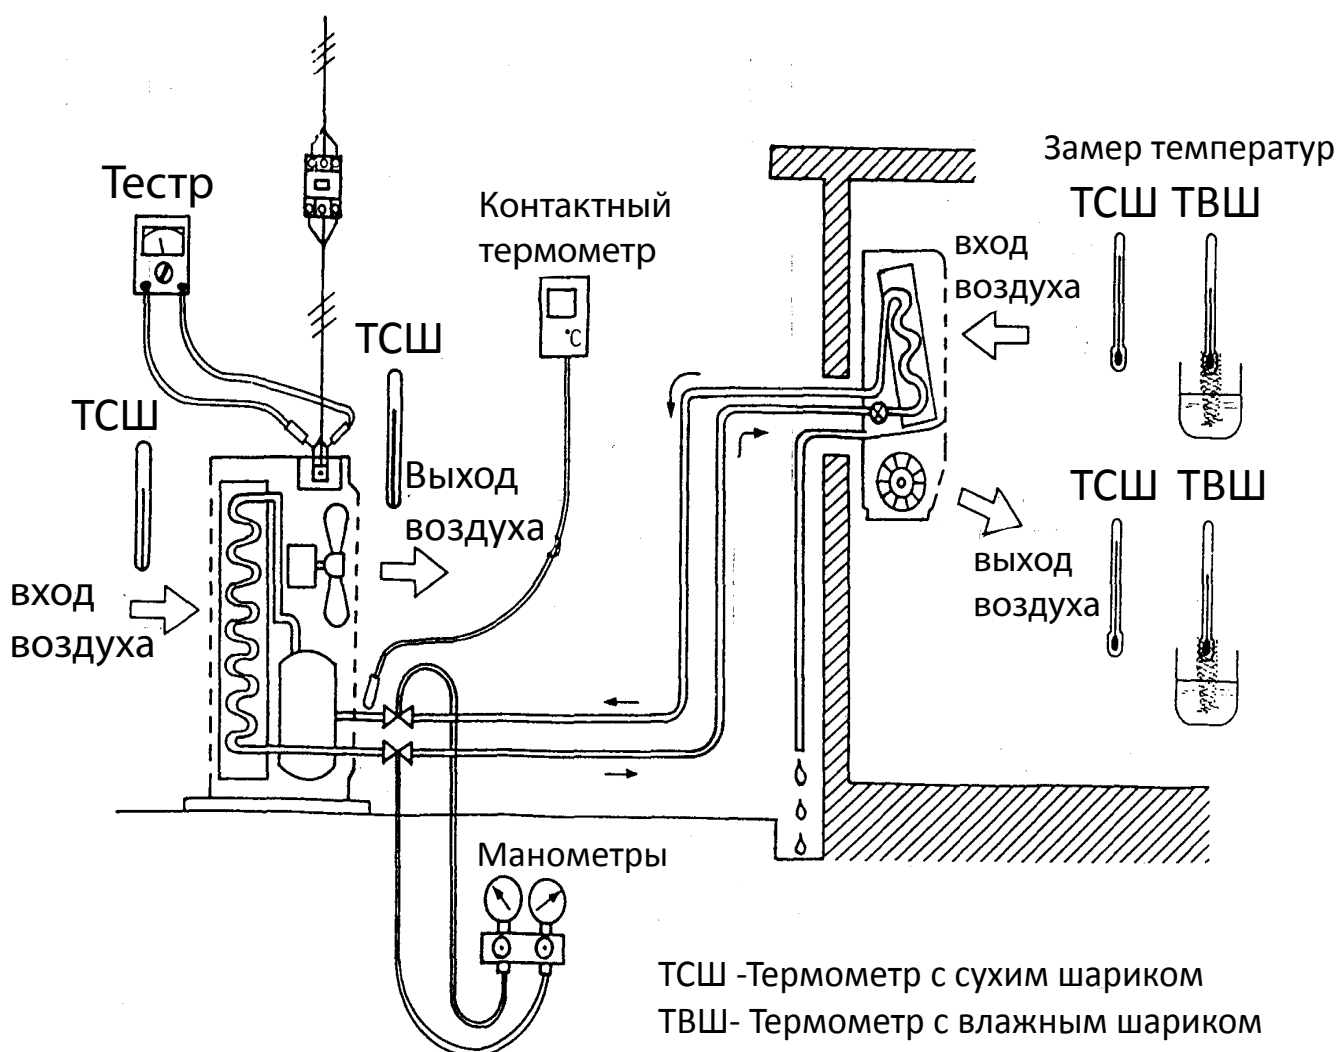 Замер температур
Тестр
Контактный
термометр
ТСШ ТВШ
вход
воздуха
°C
ТСШ
ТСШ
Выход
воздуха
ТСШ ТВШ
выход
воздуха
вход
воздуха
Манометры
ТСШ -Термометр с сухим шариком
ТВШ- Термометр с влажным шариком